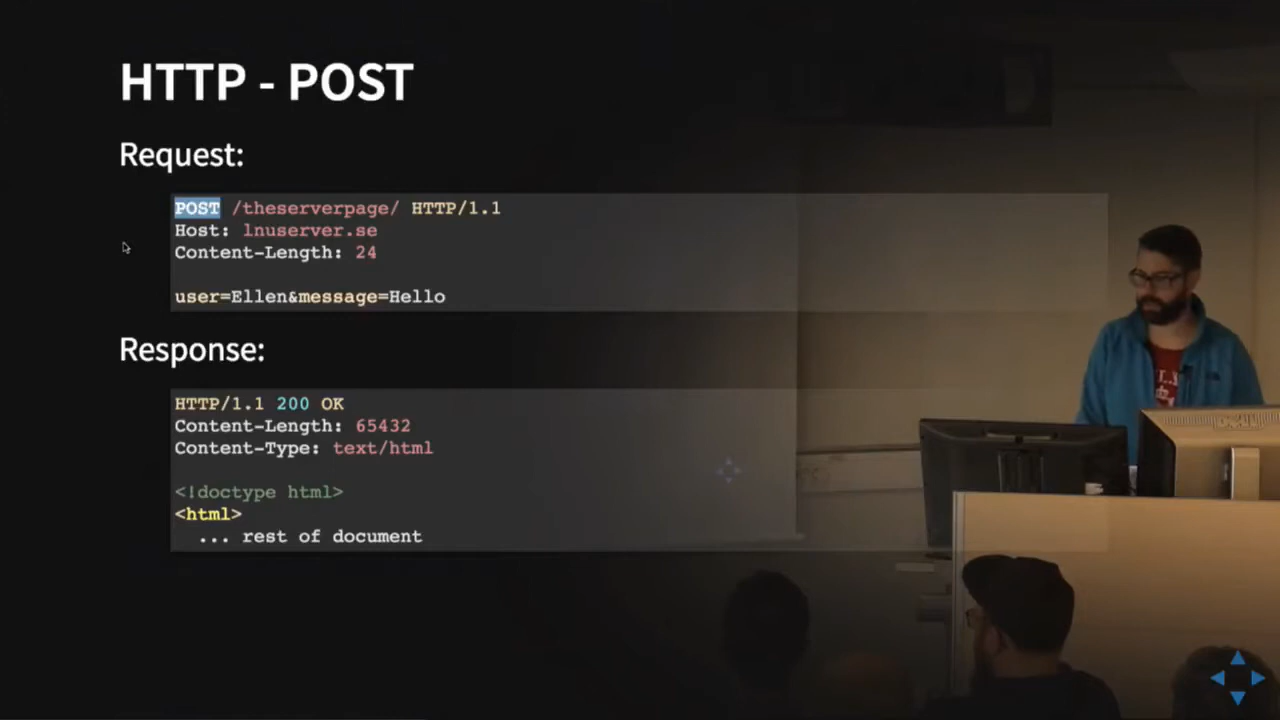 HTTP - POST
Request:
POST /theserverpage/ HTTP/1.1
Host: lnuserver.se
Content-Length: 24
user=Ellen&message=Hello
Response:
HTTP/1.1 200 OK
Content-Length: 65432
Content-Type: text/html
<!doctype html>
<html>
... rest of document